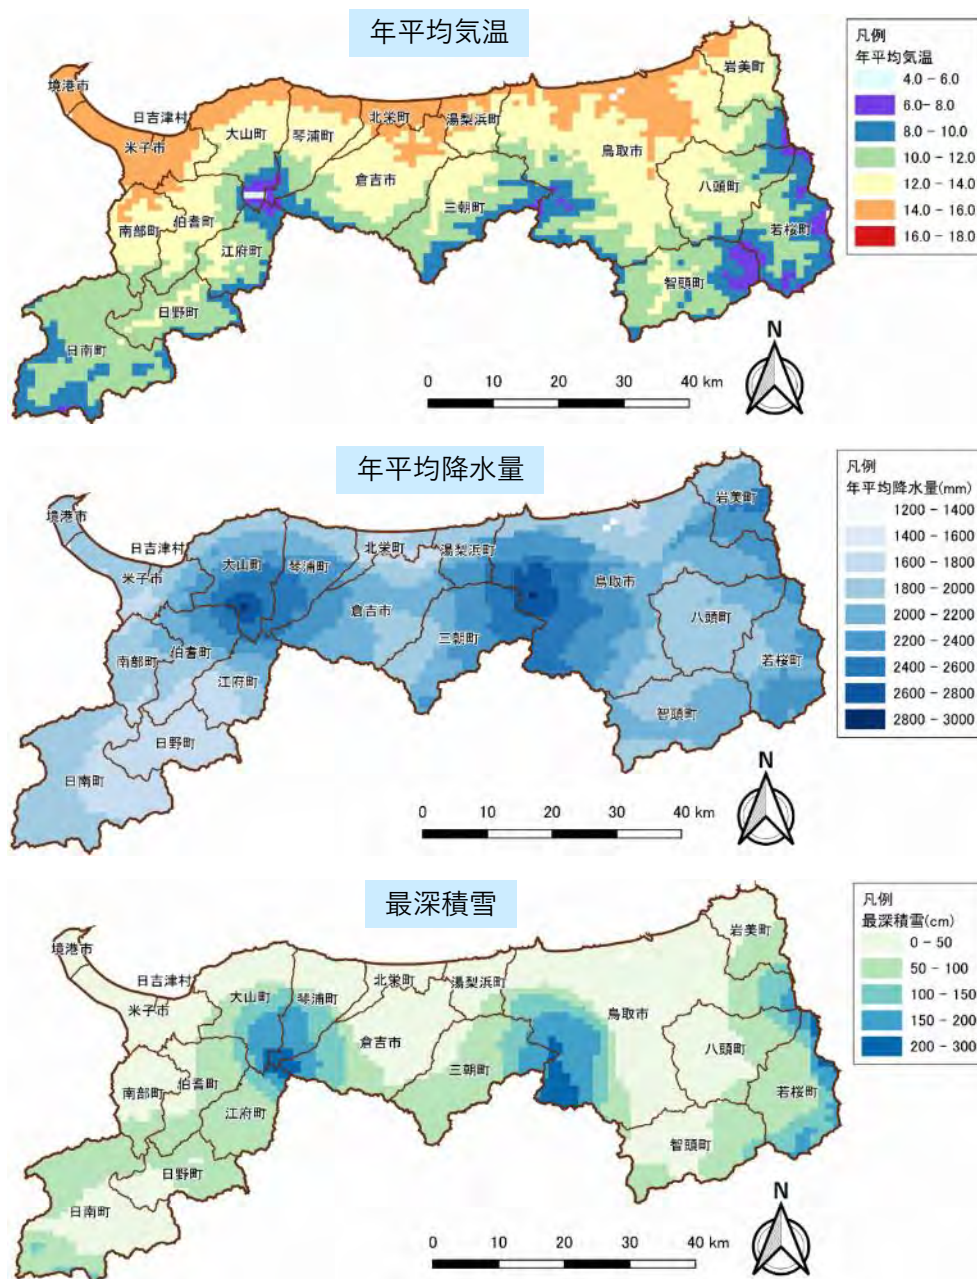 年平均気温
境港市
日吉津村
米子市
大山町
琴浦町
北栄町
湯梨浜町
岩美町
鳥取市
倉吉市
三朝町
八頭町
若桜町
智頭町
南部町
伯耆町
江府町
日野町
日南町
凡例
年平均気温
4.0 - 6.0
6.0- 8.0
8.0 - 10.0
10.0 - 12.0
12.0 - 14.0
14.0 - 16.0
16.0 - 18.0
0 10 20 30 40 km
N
年平均降水量
境港市
日吉津村
米子市
大山町
琴浦町
北栄町
湯梨浜町
岩美町
鳥取市
倉吉市
三朝町
八頭町
若桜町
智頭町
南部町
伯耆町
江府町
日野町
日南町
凡例
年平均降水量(mm)
1200 - 1400
1400 - 1600
1600 - 1800
1800 - 2000
2000 - 2200
2200 - 2400
2400 - 2600
2600 - 2800
2800 - 3000
0 10 20 30 40 km
N
最深積雪
境港市
日吉津村
米子市
大山町
琴浦町
北栄町
湯梨浜町
岩美町
鳥取市
倉吉市
三朝町
八頭町
若桜町
智頭町
南部町
伯耆町
江府町
日野町
日南町
凡例
最深積雪(cm)
0 - 50
50 - 100
100 - 150
150 - 200
200 - 300
0 10 20 30 40 km
N